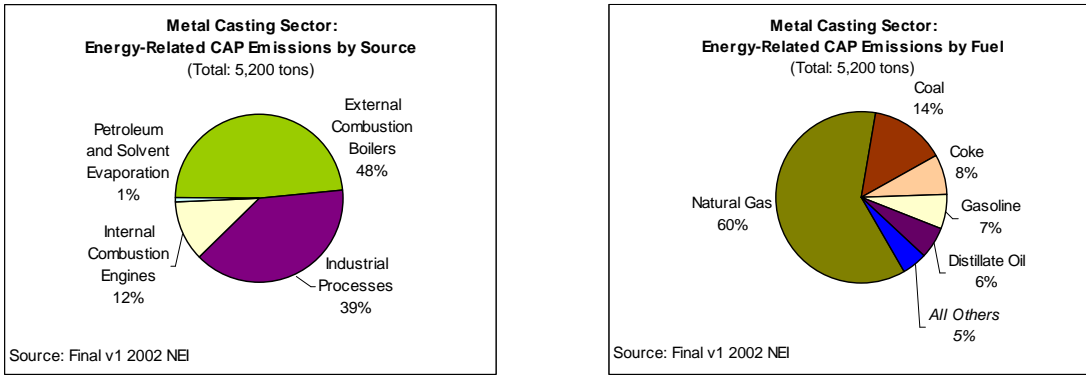 Metal Casting Sector:
Energy-Related CAP Emissions by Source
(Total: 5,200 tons)
External
Combustion
Boilers
48%
Petroleum
and Solvent
Evaporation
1%
Internal
Combustion
Engines
12%
Industrial
Processes
39%
Source: Final v1 2002 NEI
Metal Casting Sector:
Energy-Related CAP Emissions by Fuel
(Total: 5,200 tons)
Coal
14%
Coke
8%
Natural Gas
60%
Gasoline
7%
Distillate Oil
6%
All Others
5%
Source: Final v1 2002 NEI